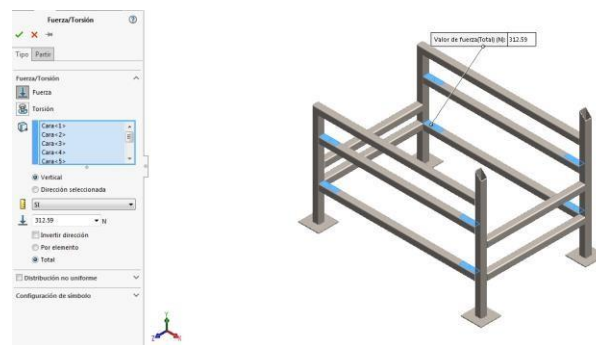 Fuerza/Torsión
Tipo Partir
Fuerza/Torsión
Fuerza
Torsión
Cara<1>
Cara<2>
Cara<3>
Cara<4>
Cara<5>
Vertical
Dirección seleccionada
SI
312.59 N
Invertir dirección
Por elemento
Total
Distribución no uniforme
Configuración de símbolo
Valor de fuerza(Total) (N): 312.59